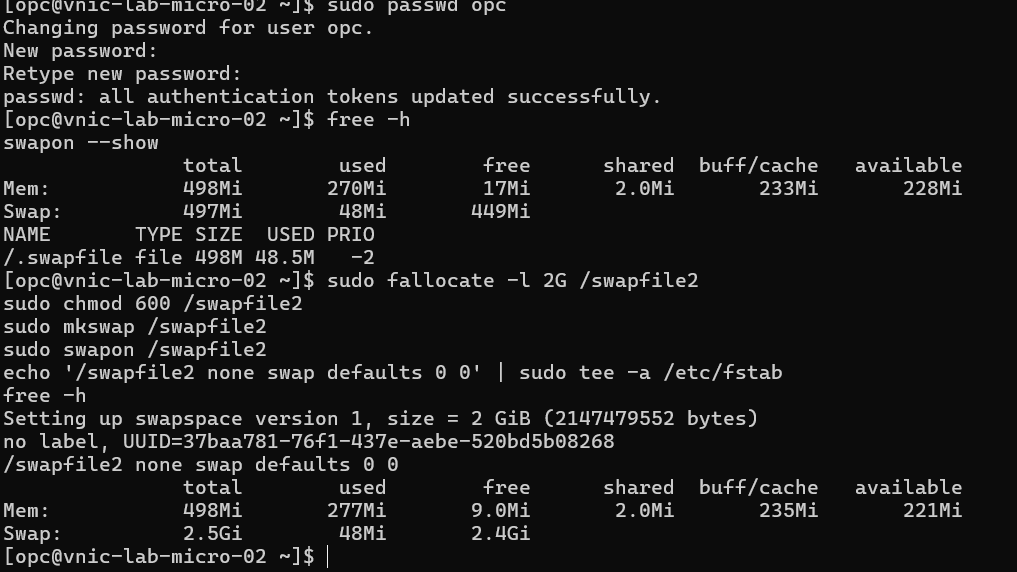 [opc@vnic-lab-micro-02 ~]$ sudo passwd opc
Changing password for user opc.
New password:
Retype new password:
passwd: all authentication tokens updated successfully.
[opc@vnic-lab-micro-02 ~]$ free -h
swapon --show
               total        used        free      shared  buff/cache   available
Mem:           498Mi       270Mi        17Mi       2.0Mi       233Mi       228Mi
Swap:          497Mi        48Mi       449Mi
NAME       TYPE SIZE  USED PRIO
/.swapfile file 498M 48.5M   -2
[opc@vnic-lab-micro-02 ~]$ sudo fallocate -l 2G /swapfile2
sudo chmod 600 /swapfile2
sudo mkswap /swapfile2
sudo swapon /swapfile2
echo '/swapfile2 none swap defaults 0 0' | sudo tee -a /etc/fstab
free -h
Setting up swapspace version 1, size = 2 GiB (2147479552 bytes)
no label, UUID=37baa781-76f1-437e-aebe-520bd5b08268
/swapfile2 none swap defaults 0 0
               total        used        free      shared  buff/cache   available
Mem:           498Mi       277Mi       9.0Mi       2.0Mi       235Mi       221Mi
Swap:          2.5Gi        48Mi       2.4Gi
[opc@vnic-lab-micro-02 ~]$